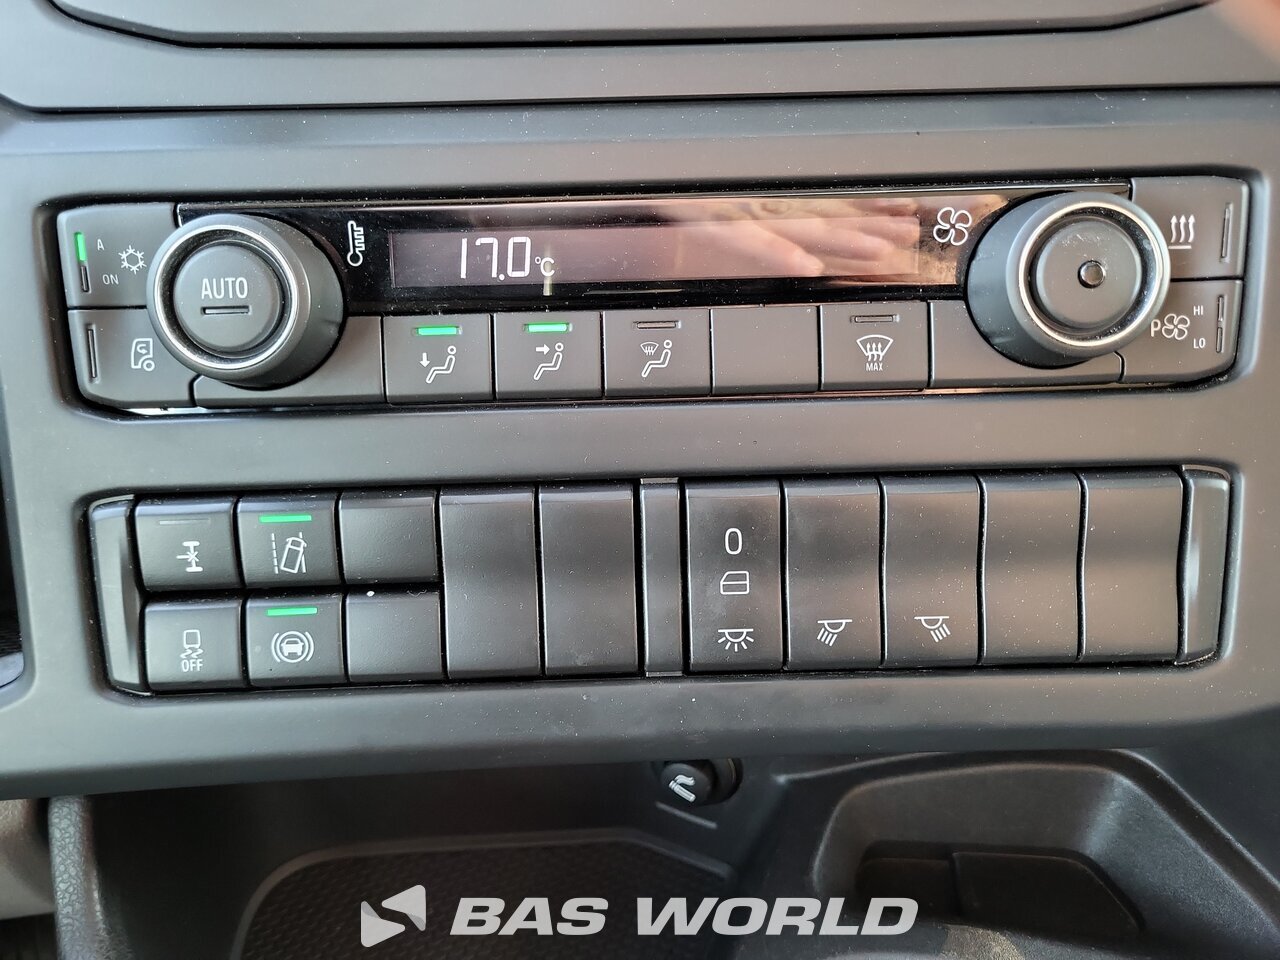 A
ON
AUTO
17.0°C
MAX
P
HI
LO
0
OFF
BAS WORLD